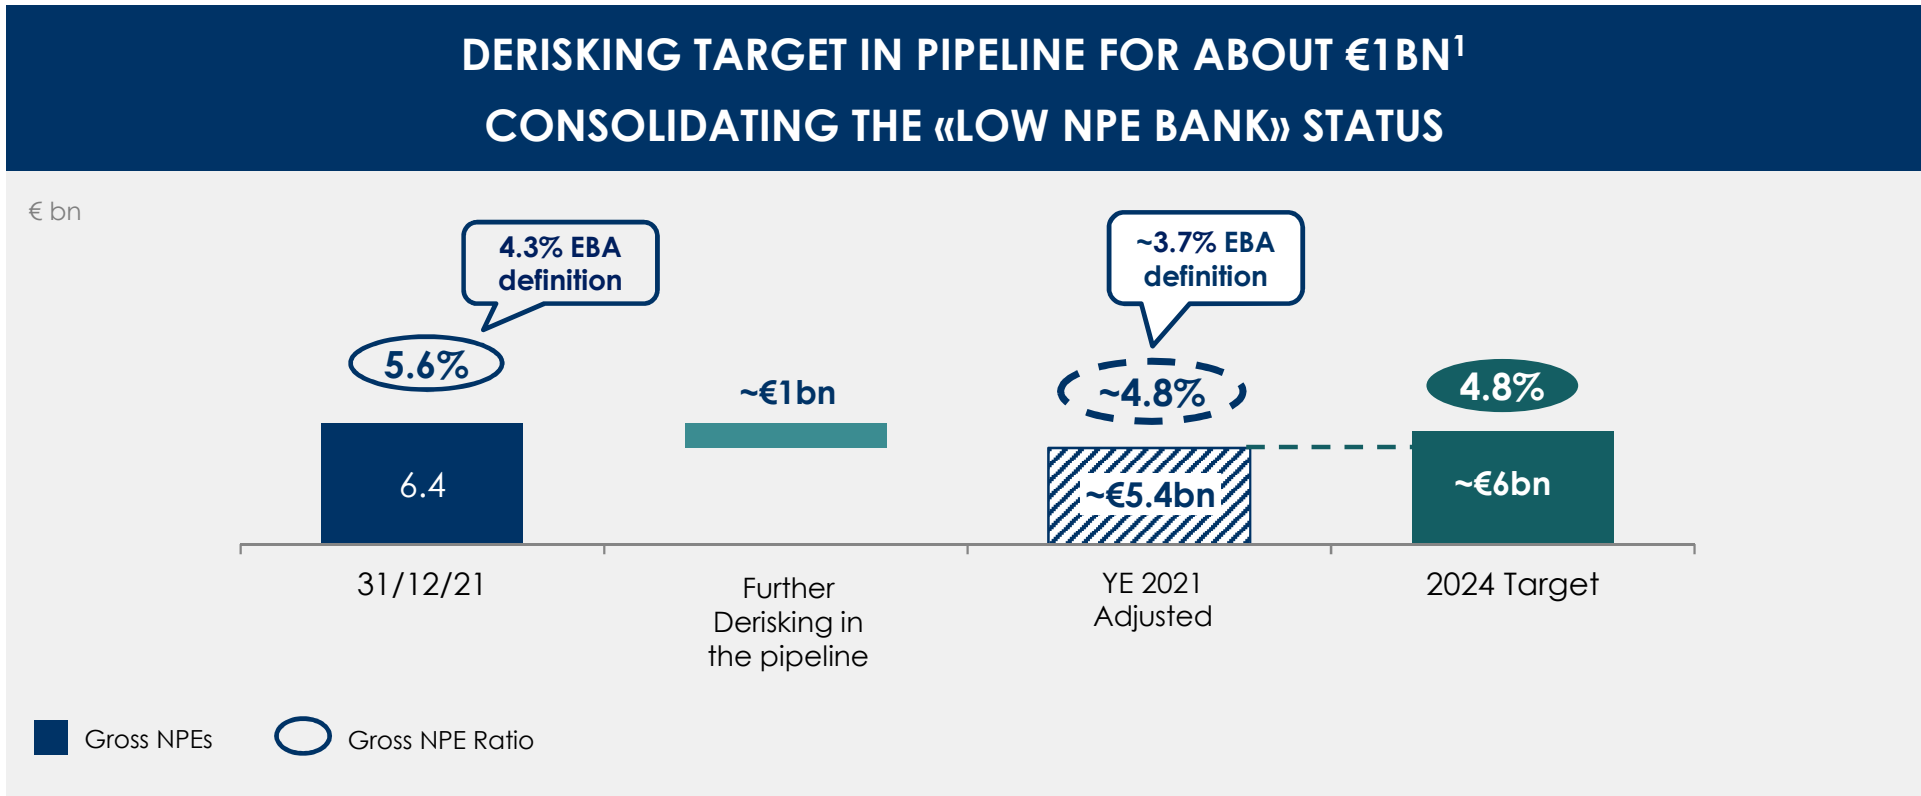 DERISKING TARGET IN PIPELINE FOR ABOUT €1BN¹
CONSOLIDATING THE «LOW NPE BANK» STATUS
€ bn
4.3% EBA
definition
~3.7% EBA
definition
5.6%
~€1bn
~4.8%
4.8%
6.4
~€5.4bn
~€6bn
31/12/21
Further
Derisking in
the pipeline
YE 2021
Adjusted
2024 Target
Gross NPEs
Gross NPE Ratio